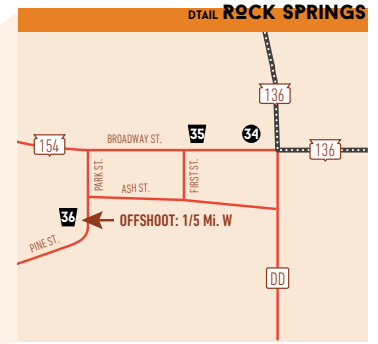 DTAIL ROCK SPRINGS
136
BROADWAY ST.
35
34
154
136
PARK ST.
FIRST ST.
ASH ST.
36
OFFSHOOT: 1/5 Mi. W
PINE ST.
DD